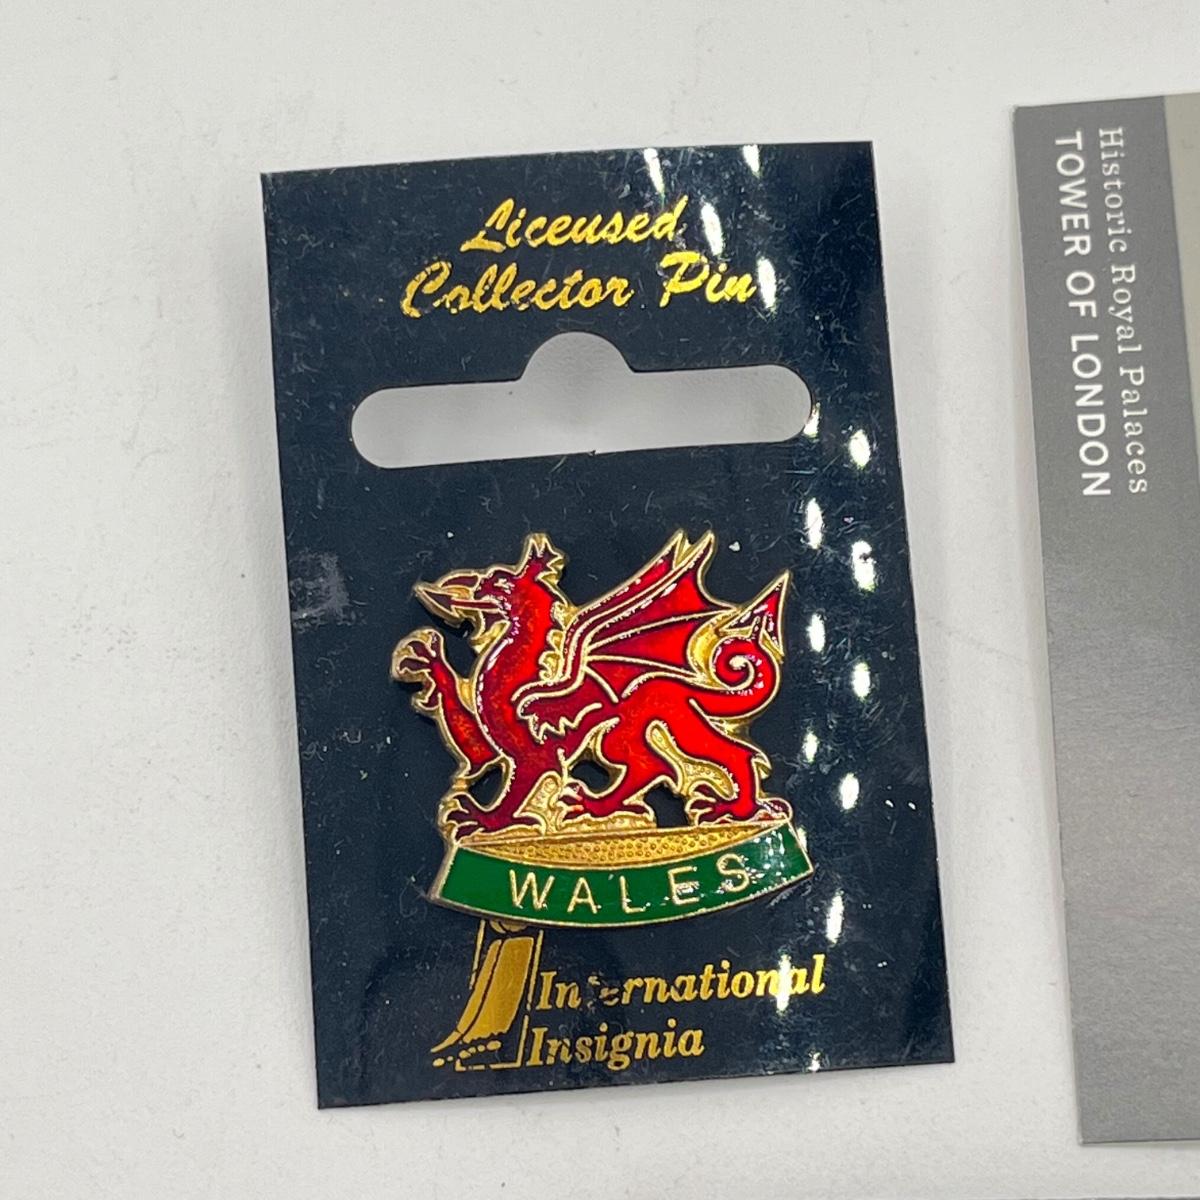 Licensed
Collector Pin
WALES
International
Insignia
Historic Royal Palaces
TOWER OF LONDON